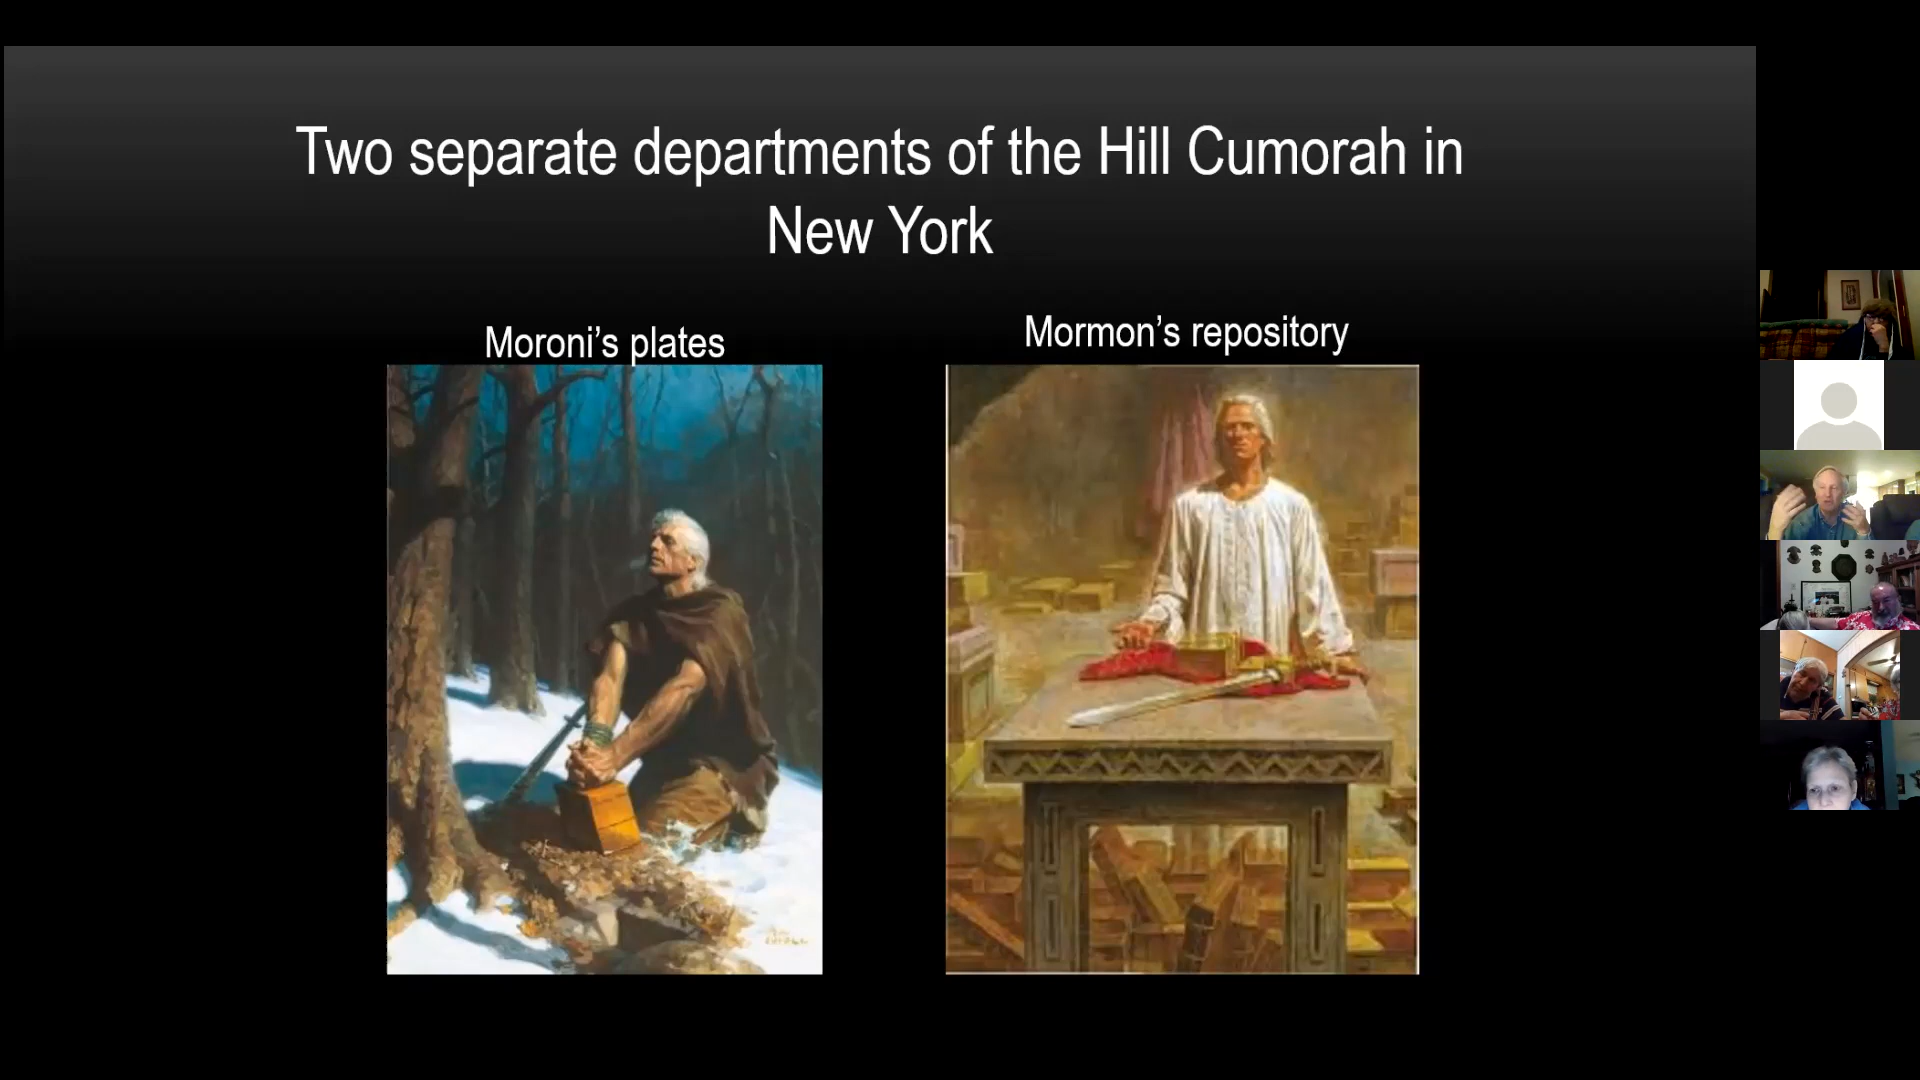 Two separate departments of the Hill Cumorah in
New York
Moroni’s plates
Mormon’s repository